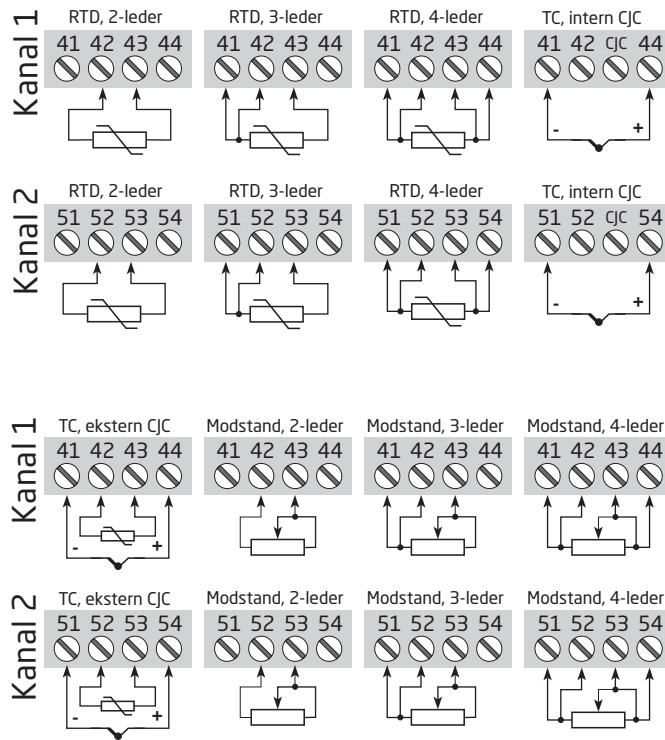 Kanal 1
RTD, 2-leder
41 42 43 44
RTD, 3-leder
41 42 43 44
RTD, 4-leder
41 42 43 44
TC, intern CJC
41 42 CJC 44
- +
Kanal 2
RTD, 2-leder
51 52 53 54
RTD, 3-leder
51 52 53 54
RTD, 4-leder
51 52 53 54
TC, intern CJC
51 52 CJC 54
- +
Kanal 1
TC, ekstern CJC
41 42 43 44
- +
Modstand, 2-leder
41 42 43 44
Modstand, 3-leder
41 42 43 44
Modstand, 4-leder
41 42 43 44
Kanal 2
TC, ekstern CJC
51 52 53 54
- +
Modstand, 2-leder
51 52 53 54
Modstand, 3-leder
51 52 53 54
Modstand, 4-leder
51 52 53 54